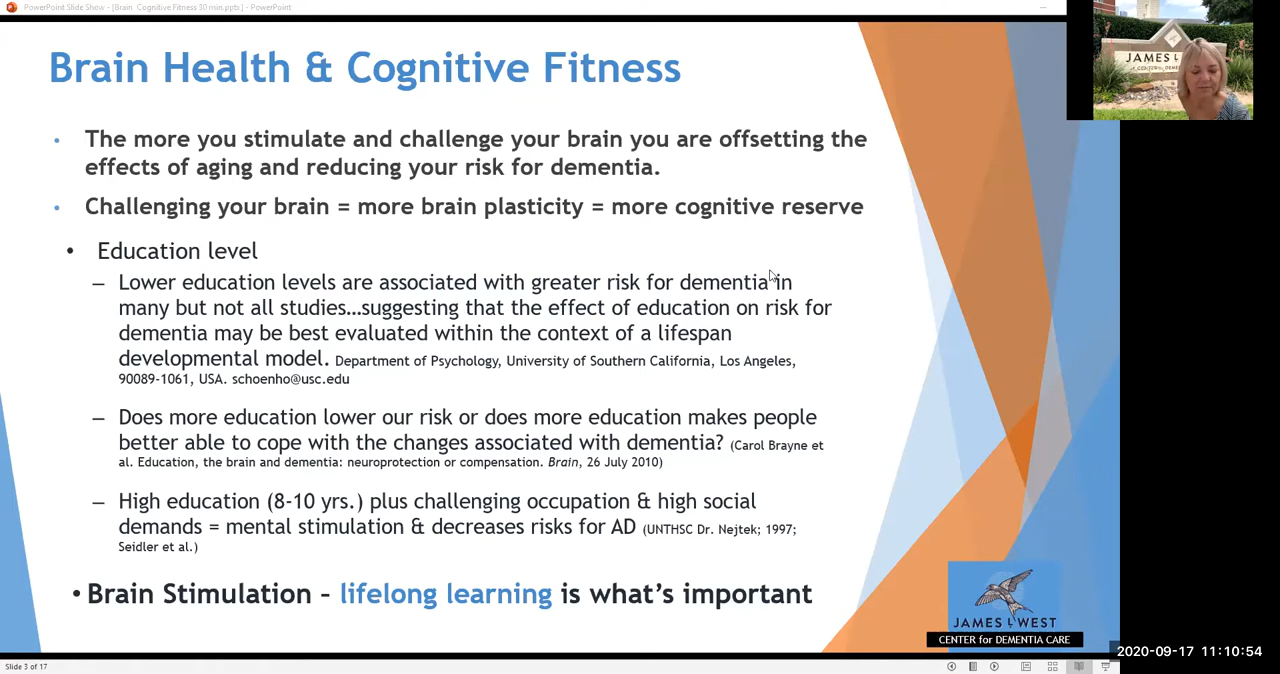 PowerPoint Slide Show - [Brain Cognitive Fitness 30 min.pptx] - PowerPoint
Brain Health & Cognitive Fitness
• The more you stimulate and challenge your brain you are offsetting the
effects of aging and reducing your risk for dementia.
• Challenging your brain = more brain plasticity = more cognitive reserve
• Education level
– Lower education levels are associated with greater risk for dementia in
many but not all studies…suggesting that the effect of education on risk for
dementia may be best evaluated within the context of a lifespan
developmental model. Department of Psychology, University of Southern California, Los Angeles,
90089-1061, USA. schoenho@usc.edu
– Does more education lower our risk or does more education makes people
better able to cope with the changes associated with dementia? (Carol Brayne et
al. Education, the brain and dementia: neuroprotection or compensation. Brain, 26 July 2010)
– High education (8-10 yrs.) plus challenging occupation & high social
demands = mental stimulation & decreases risks for AD (UNTHSC Dr. Nejtek; 1997;
Seidler et al.)
• Brain Stimulation – lifelong learning is what's important
JAMES L WEST
CENTER for DEMENTIA CARE
JAMES L
2020-09-17 11:10:54
Slide 3 of 17